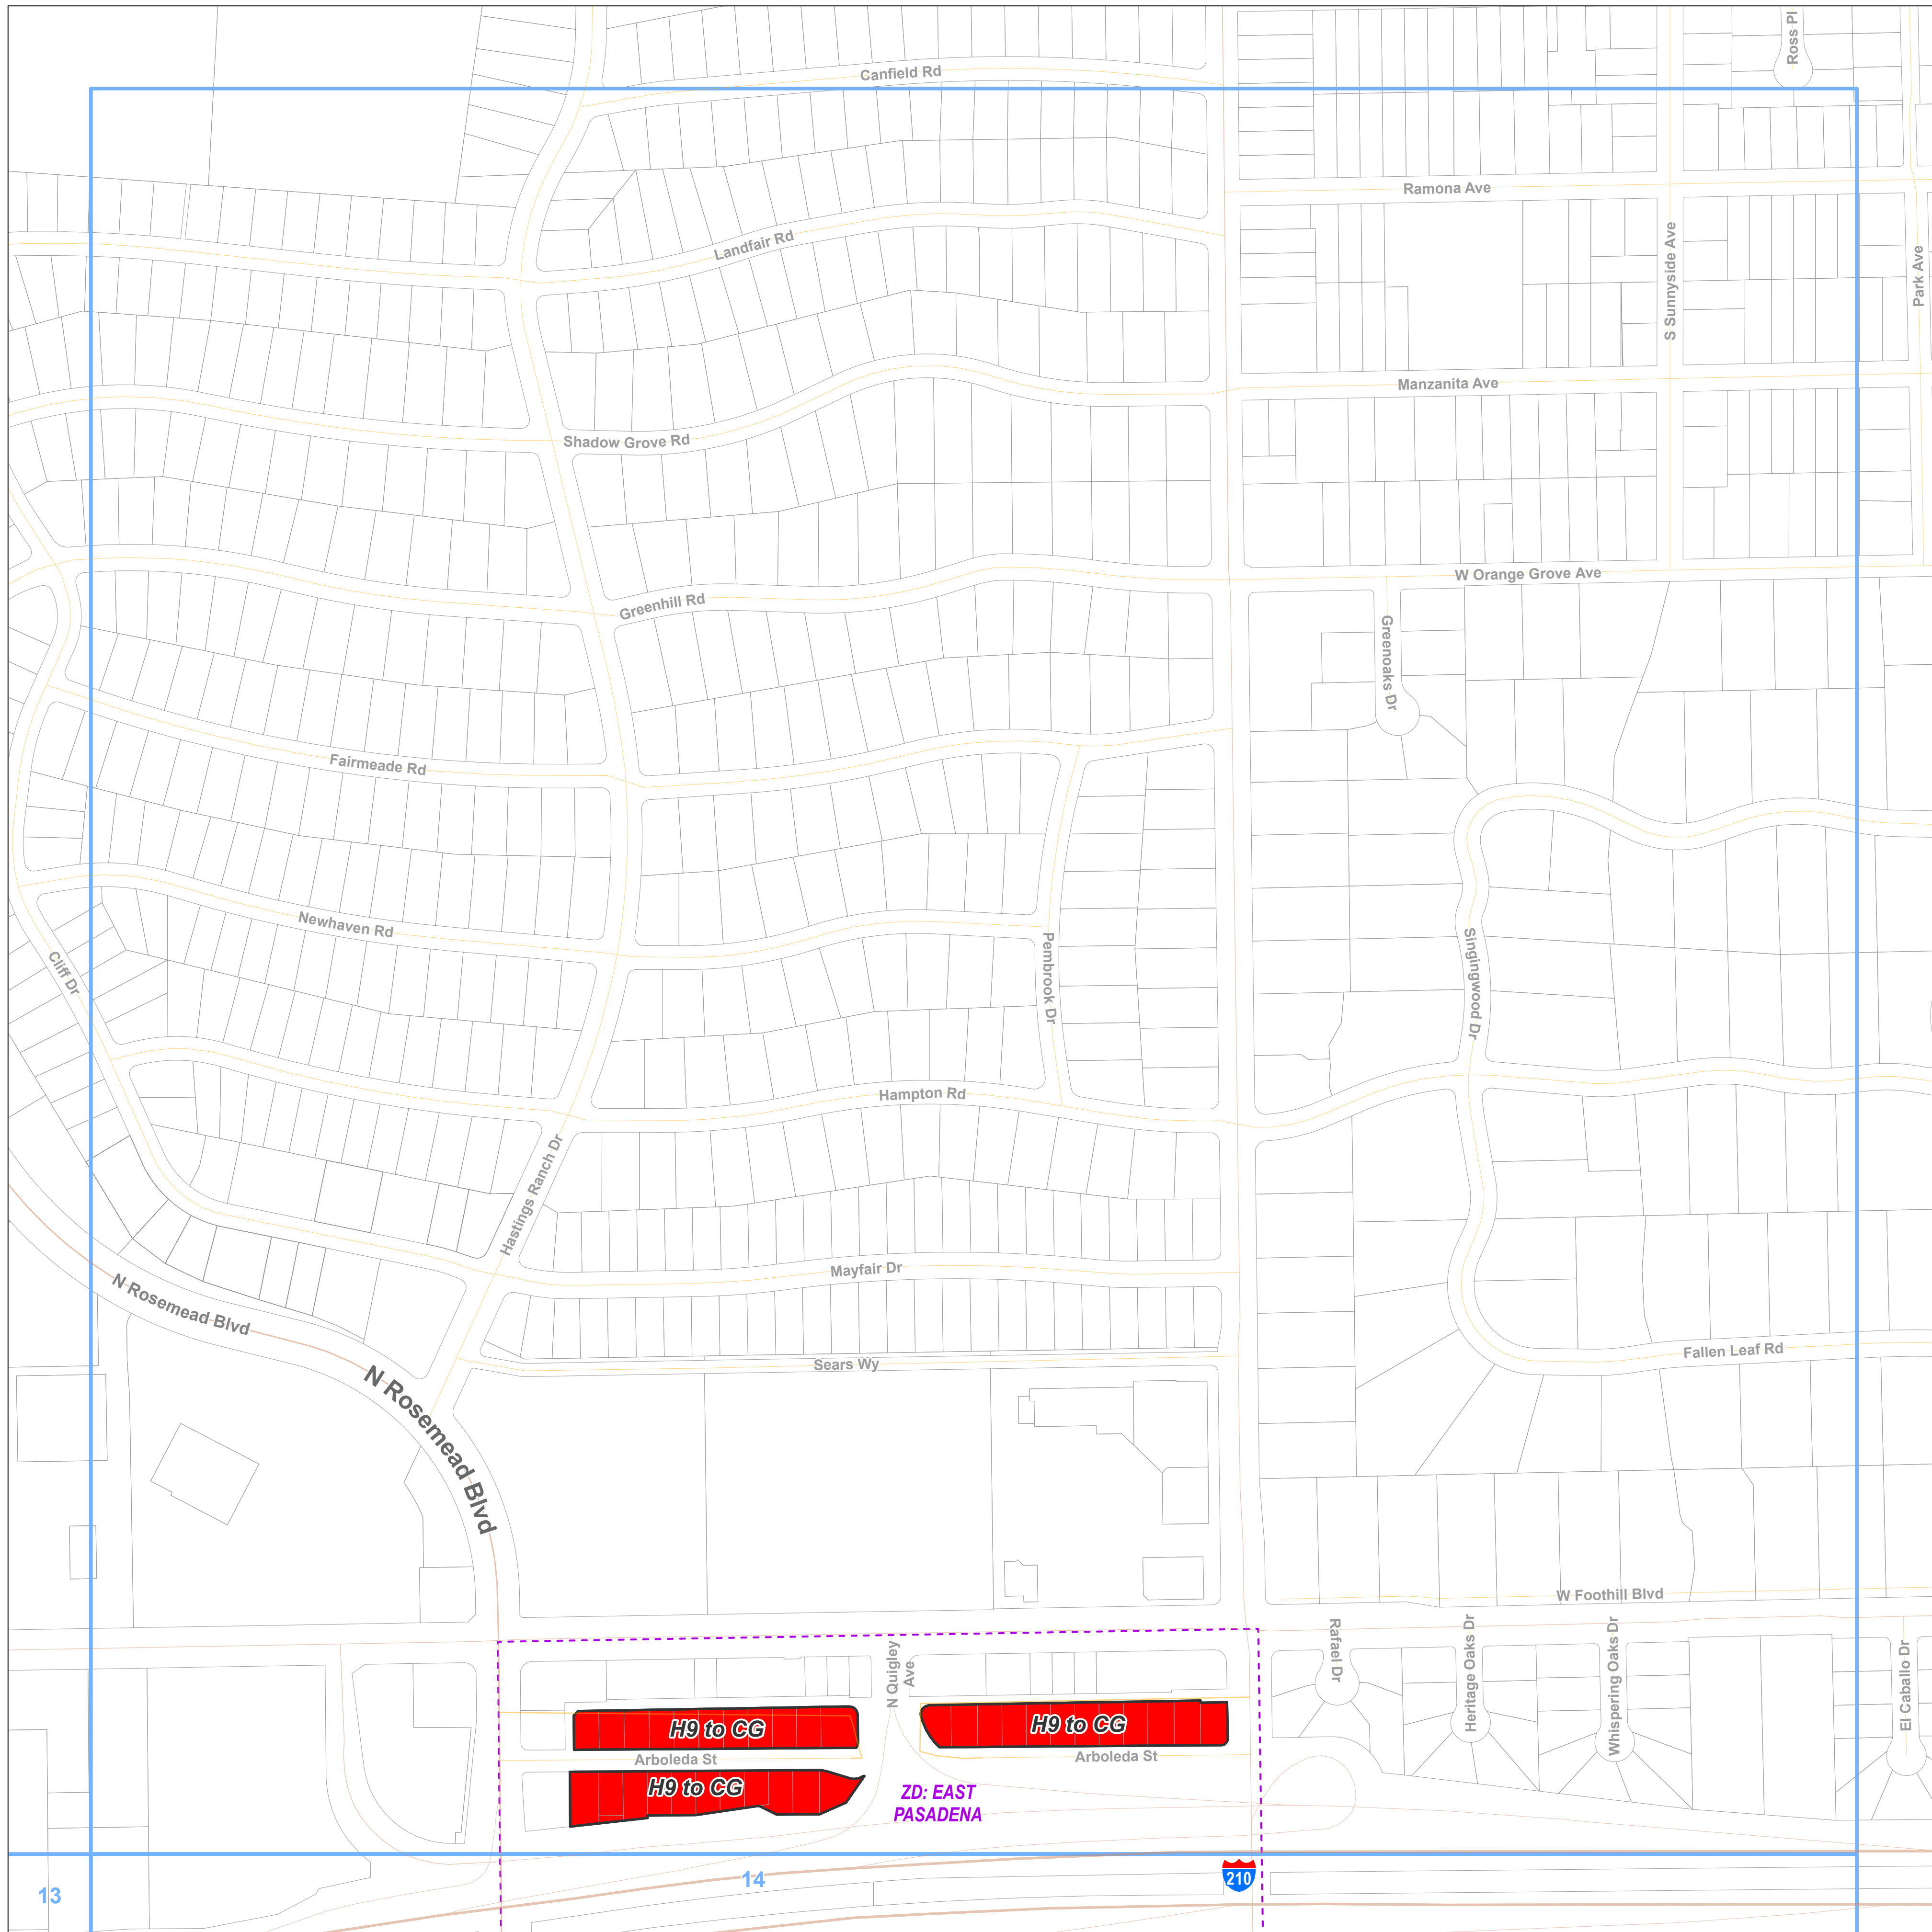 Ross Pl
Canfield Rd
Ramona Ave
Landfair Rd
S Sunnyside Ave
Park Ave
Manzanita Ave
Shadow Grove Rd
W Orange Grove Ave
Greenhill Rd
Greenoaks Dr
Fairmeade Rd
Newhaven Rd
Cliff Dr
Pembrook Dr
Singingwood Dr
Hampton Rd
Hastings Ranch Dr
Mayfair Dr
N Rosemead Blvd
Fallen Leaf Rd
Sears Wy
N Rosemead Blvd
W Foothill Blvd
N Quigley
Ave
Rafael Dr
Heritage Oaks Dr
Whispering Oaks Dr
El Caballo Dr
H9 to CG
H9 to CG
Arboleda St
Arboleda St
H9 to CG
ZD: EAST
PASADENA
13
14
210